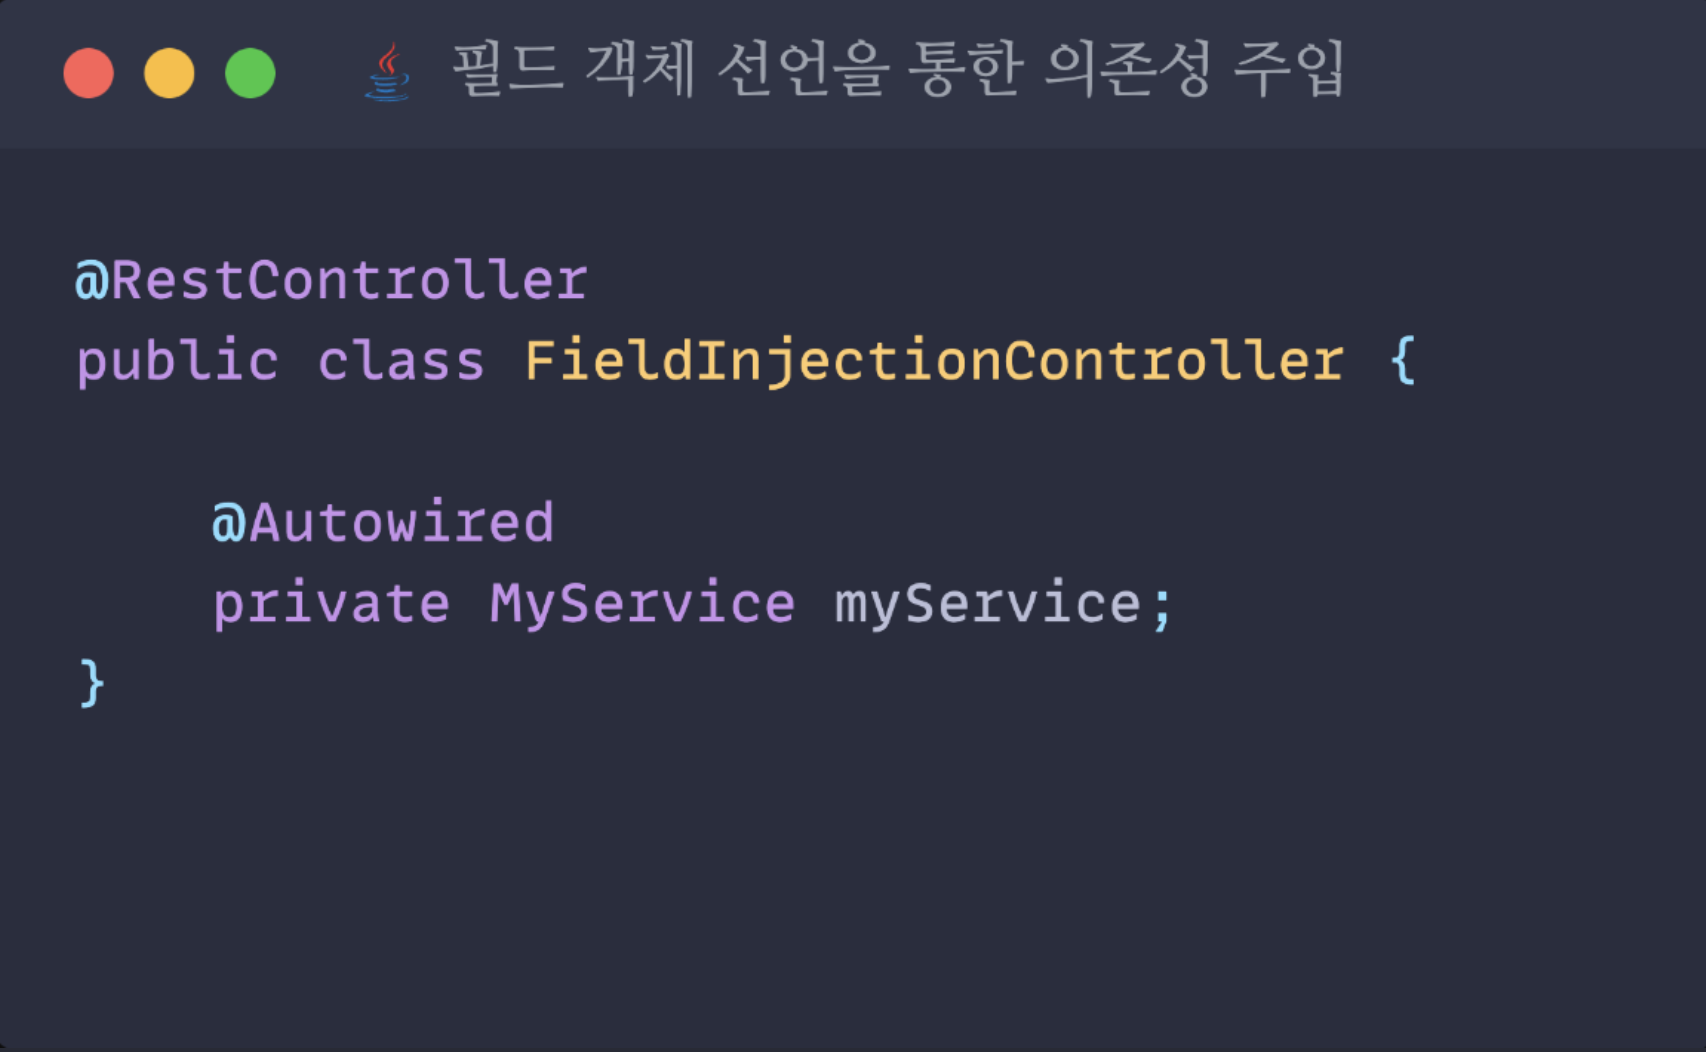 필드 객체 선언을 통한 의존성 주입
@RestController
public class FieldInjectionController {
@Autowired
private MyService myService;
}